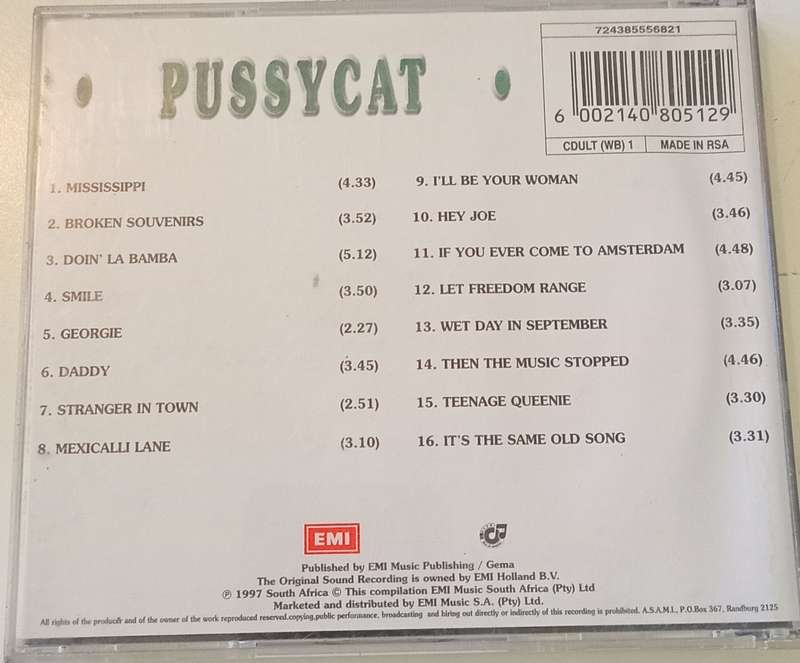 724385556821
PUSSYCAT
6 002140 805129
CDULT (WB) 1 MADE IN RSA
1. MISSISSIPPI (4.33)
2. BROKEN SOUVENIRS (3.52)
3. DOIN' LA BAMBA (5.12)
4. SMILE (3.50)
5. GEORGIE (2.27)
6. DADDY (3.45)
7. STRANGER IN TOWN (2.51)
8. MEXICALLI LANE (3.10)
9. I'LL BE YOUR WOMAN (4.45)
10. HEY JOE (3.46)
11. IF YOU EVER COME TO AMSTERDAM (4.48)
12. LET FREEDOM RANGE (3.07)
13. WET DAY IN SEPTEMBER (3.35)
14. THEN THE MUSIC STOPPED (4.46)
15. TEENAGE QUEENIE (3.30)
16. IT'S THE SAME OLD SONG (3.31)
EMI
Published by EMI Music Publishing / Gema
The Original Sound Recording is owned by EMI Holland B.V.
℗ 1997 South Africa © This compilation EMI Music South Africa (Pty) Ltd
Marketed and distributed by EMI Music S.A. (Pty) Ltd.
All rights of the producer and of the owner of the work reproduced reserved.copying,public performance, broadcasting and hiring out directly or indirectly of this recording is prohibited. A.S.A.M.I., P.O.Box 367, Randburg 2125